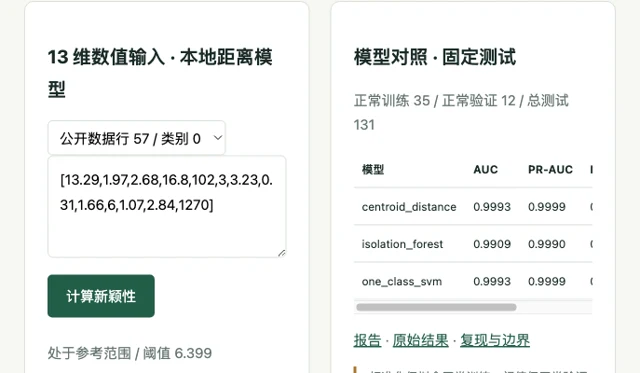 13 维数值输入 · 本地距离模
型
公开数据行 57 / 类别 0
[13.29,1.97,2.68,16.8,102,3,3.23,0.
31,1.66,6,1.07,2.84,1270]
计算新颖性
处于参考范围 / 阈值 6.399
模型对照 · 固定测试
正常训练 35 / 正常验证 12 / 总测试
131
模型 AUC PR-AUC
centroid_distance 0.9993 0.9999
isolation_forest 0.9909 0.9990
one_class_svm 0.9993 0.9999
报告 · 原始结果 · 复现与边界